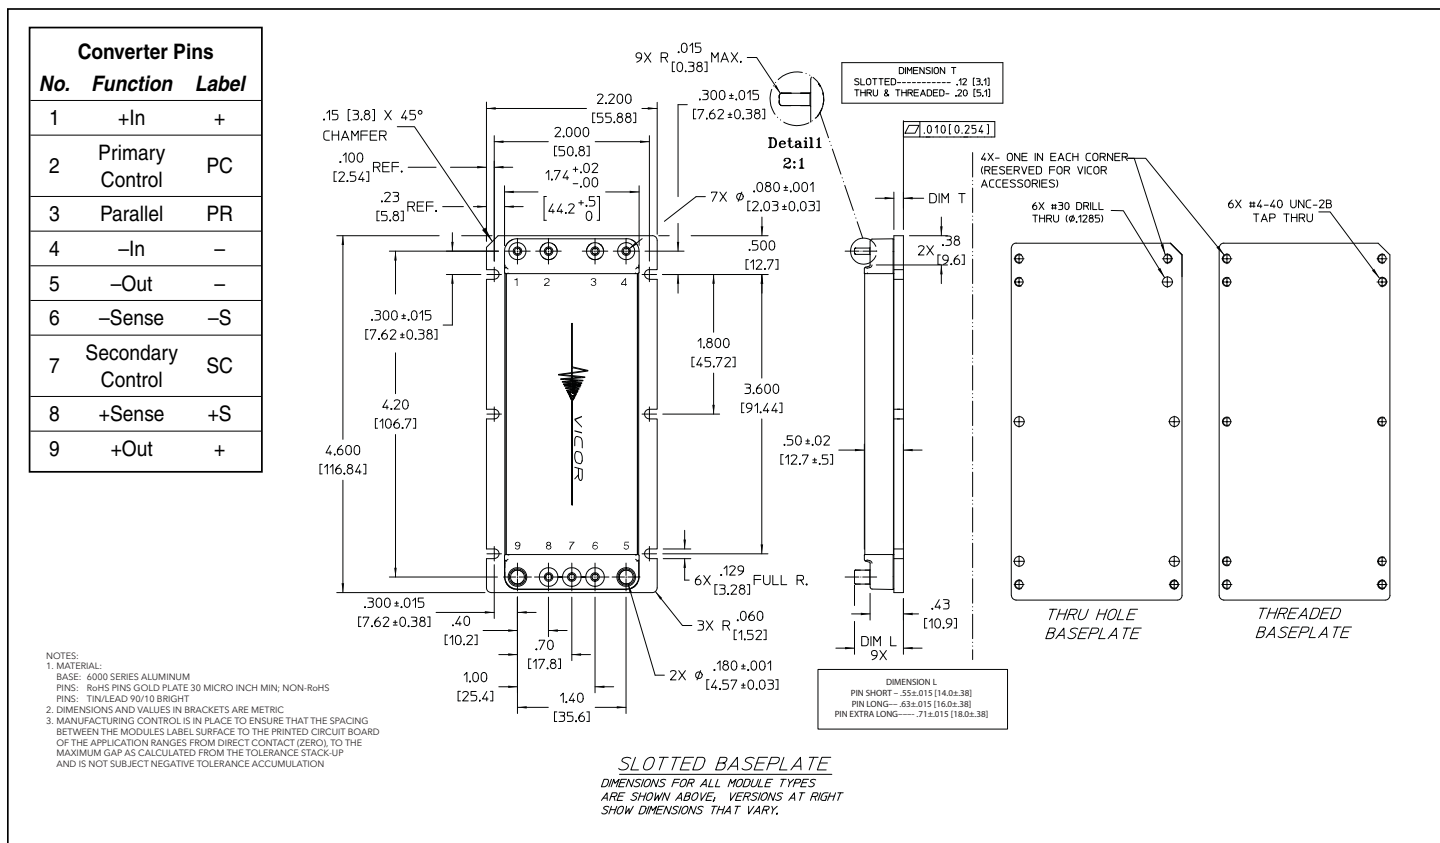 Converter Pins
No. Function Label
1 +In +
2 Primary Control PC
3 Parallel PR
4 –In –
5 –Out –
6 –Sense –S
7 Secondary Control SC
8 +Sense +S
9 +Out +
.15 [3.8] X 45°
CHAMFER
.100
[2.54] REF.
.23
[5.8] REF.
2.200
[55.88]
2.000
[50.8]
1.74 +.02 -.00
[44.2 +.5 0]
9X R .015 [0.38] MAX.
.300±.015
[7.62±0.38]
Detail1
2:1
7X ø .080±.001
[2.03±0.03]
.500
[12.7]
.300±.015
[7.62±0.38]
4.20
[106.7]
4.600
[116.84]
1.800
[45.72]
3.600
[91.44]
1 2 3 4
VICOR
9 8 7 6 5
6X .129 [3.28] FULL R.
3X R .060
[1.52]
2X ø .180±.001
[4.57±0.03]
.300±.015
[7.62±0.38]
.40
[10.2]
.70
[17.8]
1.00
[25.4]
1.40
[35.6]
DIMENSION T
SLOTTED----------- .12 [3.1]
THRU & THREADED- .20 [5.1]
.010[0.254]
DIM T
2X .38
[9.6]
.50±.02
[12.7±.5]
.43
[10.9]
DIM L
9X
DIMENSION L
PIN SHORT – .55±.015 [14.0±.38]
PIN LONG-– .63±.015 [16.0±.38]
PIN EXTRA LONG---– .71±.015 [18.0±.38]
4X- ONE IN EACH CORNER
(RESERVED FOR VICOR
ACCESSORIES)
6X #30 DRILL
THRU (ø.1285)
6X #4-40 UNC-2B
TAP THRU
THRU HOLE
BASEPLATE
THREADED
BASEPLATE
NOTES:
1. MATERIAL:
BASE: 6000 SERIES ALUMINUM
PINS: RoHS PINS GOLD PLATE 30 MICRO INCH MIN; NON-RoHS
PINS: TIN/LEAD 90/10 BRIGHT
2. DIMENSIONS AND VALUES IN BRACKETS ARE METRIC
3. MANUFACTURING CONTROL IS IN PLACE TO ENSURE THAT THE SPACING
BETWEEN THE MODULES LABEL SURFACE TO THE PRINTED CIRCUIT BOARD
OF THE APPLICATION RANGES FROM DIRECT CONTACT (ZERO), TO THE
MAXIMUM GAP AS CALCULATED FROM THE TOLERANCE STACK-UP
AND IS NOT SUBJECT NEGATIVE TOLERANCE ACCUMULATION
SLOTTED BASEPLATE
DIMENSIONS FOR ALL MODULE TYPES
ARE SHOWN ABOVE; VERSIONS AT RIGHT
SHOW DIMENSIONS THAT VARY.